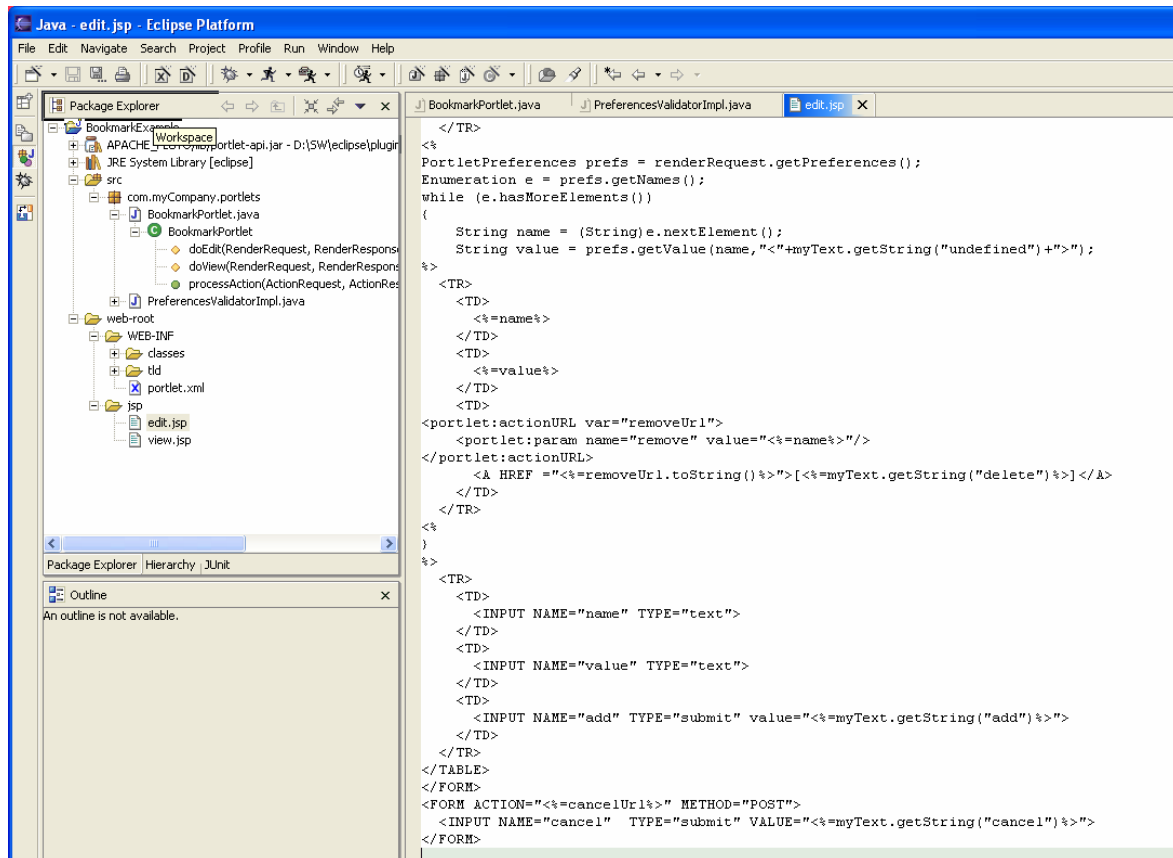 Java - edit.jsp - Eclipse Platform
File Edit Navigate Search Project Profile Run Window Help
Package Explorer
BookmarkExample
Workspace
APACHE_PLUTO/lib/portlet-api.jar - D:\SW\eclipse\plugin
JRE System Library [eclipse]
src
com.myCompany.portlets
BookmarkPortlet.java
BookmarkPortlet
doEdit(RenderRequest, RenderResponse
doView(RenderRequest, RenderRespons
processAction(ActionRequest, ActionRes
PreferencesValidatorImpl.java
web-root
WEB-INF
classes
tld
portlet.xml
jsp
edit.jsp
view.jsp
Package Explorer Hierarchy JUnit
Outline
An outline is not available.
BookmarkPortlet.java PreferencesValidatorImpl.java edit.jsp
</TR>
<%
PortletPreferences prefs = renderRequest.getPreferences();
Enumeration e = prefs.getNames();
while (e.hasMoreElements())
{
String name = (String)e.nextElement();
String value = prefs.getValue(name,"<"+myText.getString("undefined")+">");
%>
<TR>
<TD>
<%=name%>
</TD>
<TD>
<%=value%>
</TD>
<TD>
<portlet:actionURL var="removeUrl">
<portlet:param name="remove" value="<%=name%>"/>
</portlet:actionURL>
<A HREF ="<%=removeUrl.toString()%>">[<%=myText.getString("delete")%>]</A>
</TD>
</TR>
<%
}
%>
<TR>
<TD>
<INPUT NAME="name" TYPE="text">
</TD>
<TD>
<INPUT NAME="value" TYPE="text">
</TD>
<TD>
<INPUT NAME="add" TYPE="submit" value="<%=myText.getString("add")%>">
</TD>
</TR>
</TABLE>
</FORM>
<FORM ACTION="<%=cancelUrl%>" METHOD="POST">
<INPUT NAME="cancel"  TYPE="submit" VALUE="<%=myText.getString("cancel")%>">
</FORM>